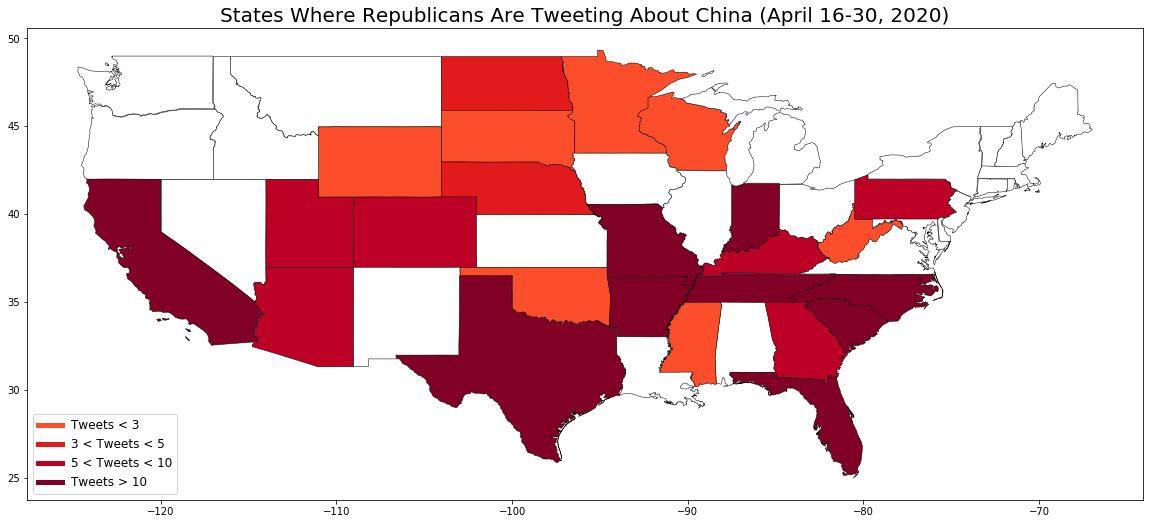 States Where Republicans Are Tweeting About China (April 16-30, 2020)
50
45
40
35
30
25
Tweets < 3
3 < Tweets < 5
5 < Tweets < 10
Tweets > 10
−120
−110
−100
−90
−80
−70